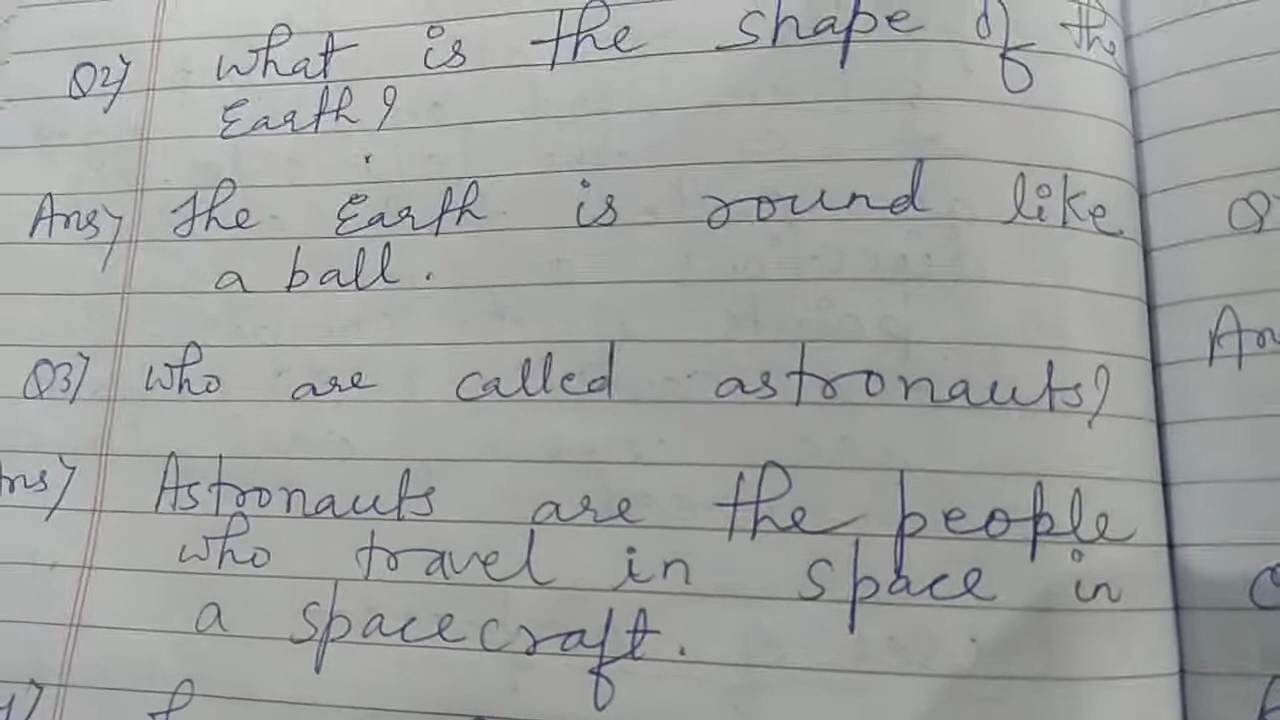 Q2) What is the shape of the
Earth?
Ans) The Earth is round like
a ball.
Q3) Who are called astronauts?
Ans) Astronauts are the people
who travel in space in
a spacecraft.